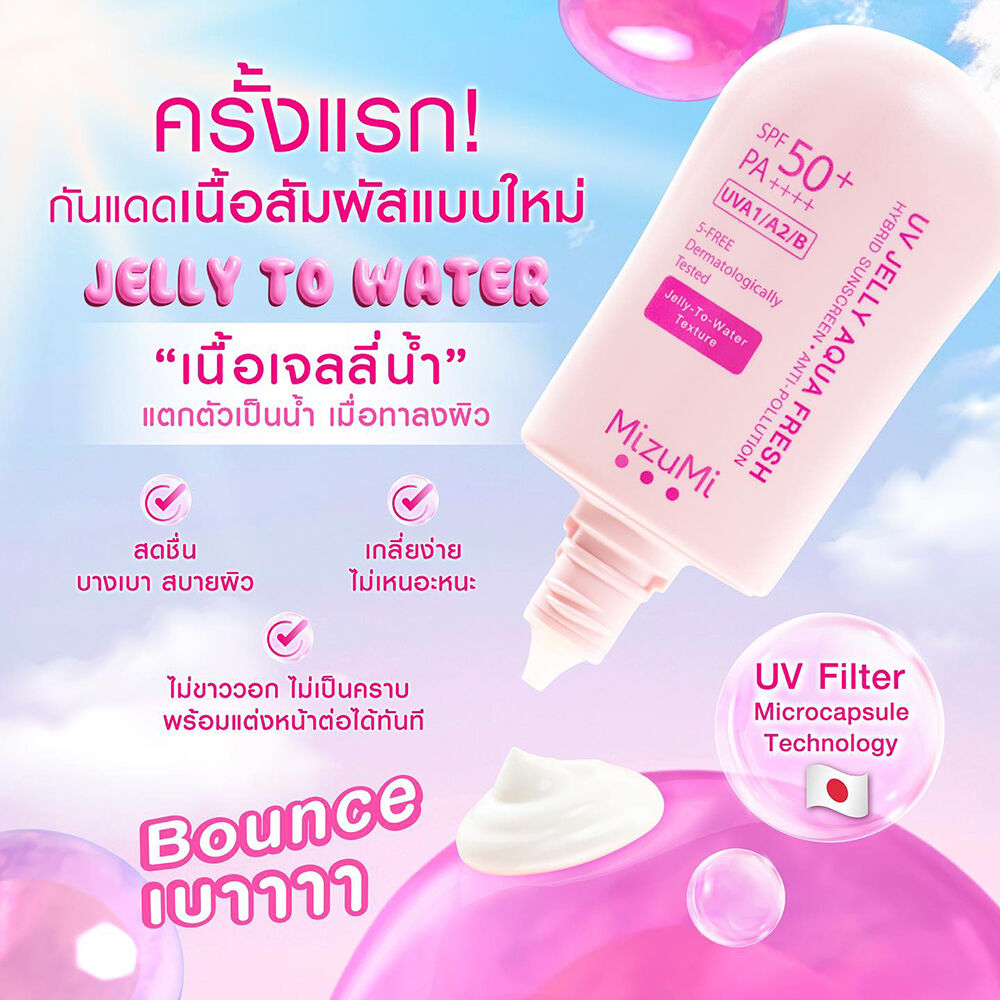 ครั้งแรก!
กันแดดเนื้อสัมผัสแบบใหม่
JELLY TO WATER
“เนื้อเจลลี่น้ำ”
แตกตัวเป็นน้ำ เมื่อทาลงผิว
สดชื่น
บางเบา สบายผิว
เกลี่ยง่าย
ไม่เหนอะหนะ
ไม่ขาววอก ไม่เป็นคราบ
พร้อมแต่งหน้าต่อได้ทันที
Bounce
เบาาาาา
SPF 50+
PA++++
UVA1/A2/B
5-FREE
Dermatologically
Tested
Jelly-To-Water
Texture
UV JELLY AQUA FRESH
HYBRID SUNSCREEN • ANTI-POLLUTION
MizuMi
UV Filter
Microcapsule
Technology